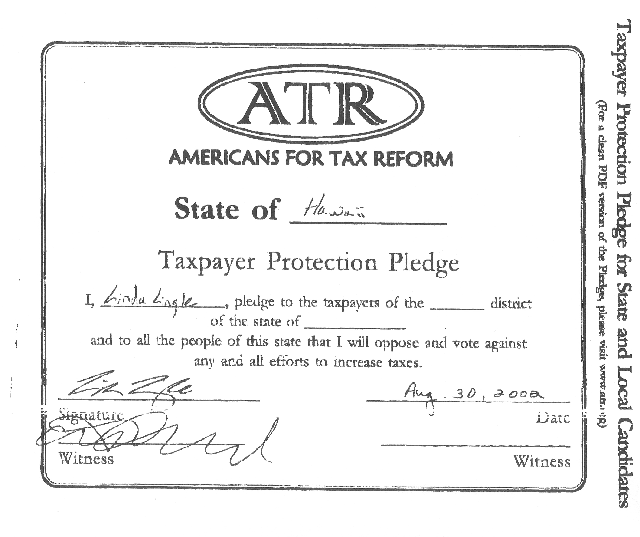 ATR
AMERICANS FOR TAX REFORM
State of Hawaii
Taxpayer Protection Pledge
I, Linda Lingle, pledge to the taxpayers of the ______ district
of the state of ______________
and to all the people of this state that I will oppose and vote against
any and all efforts to increase taxes.
Aug. 30, 2002
Signature
Date
Witness
Witness
Taxpayer Protection Pledge for State and Local Candidates
(For a clean PDF version of the Pledge, please visit www.atr.org)